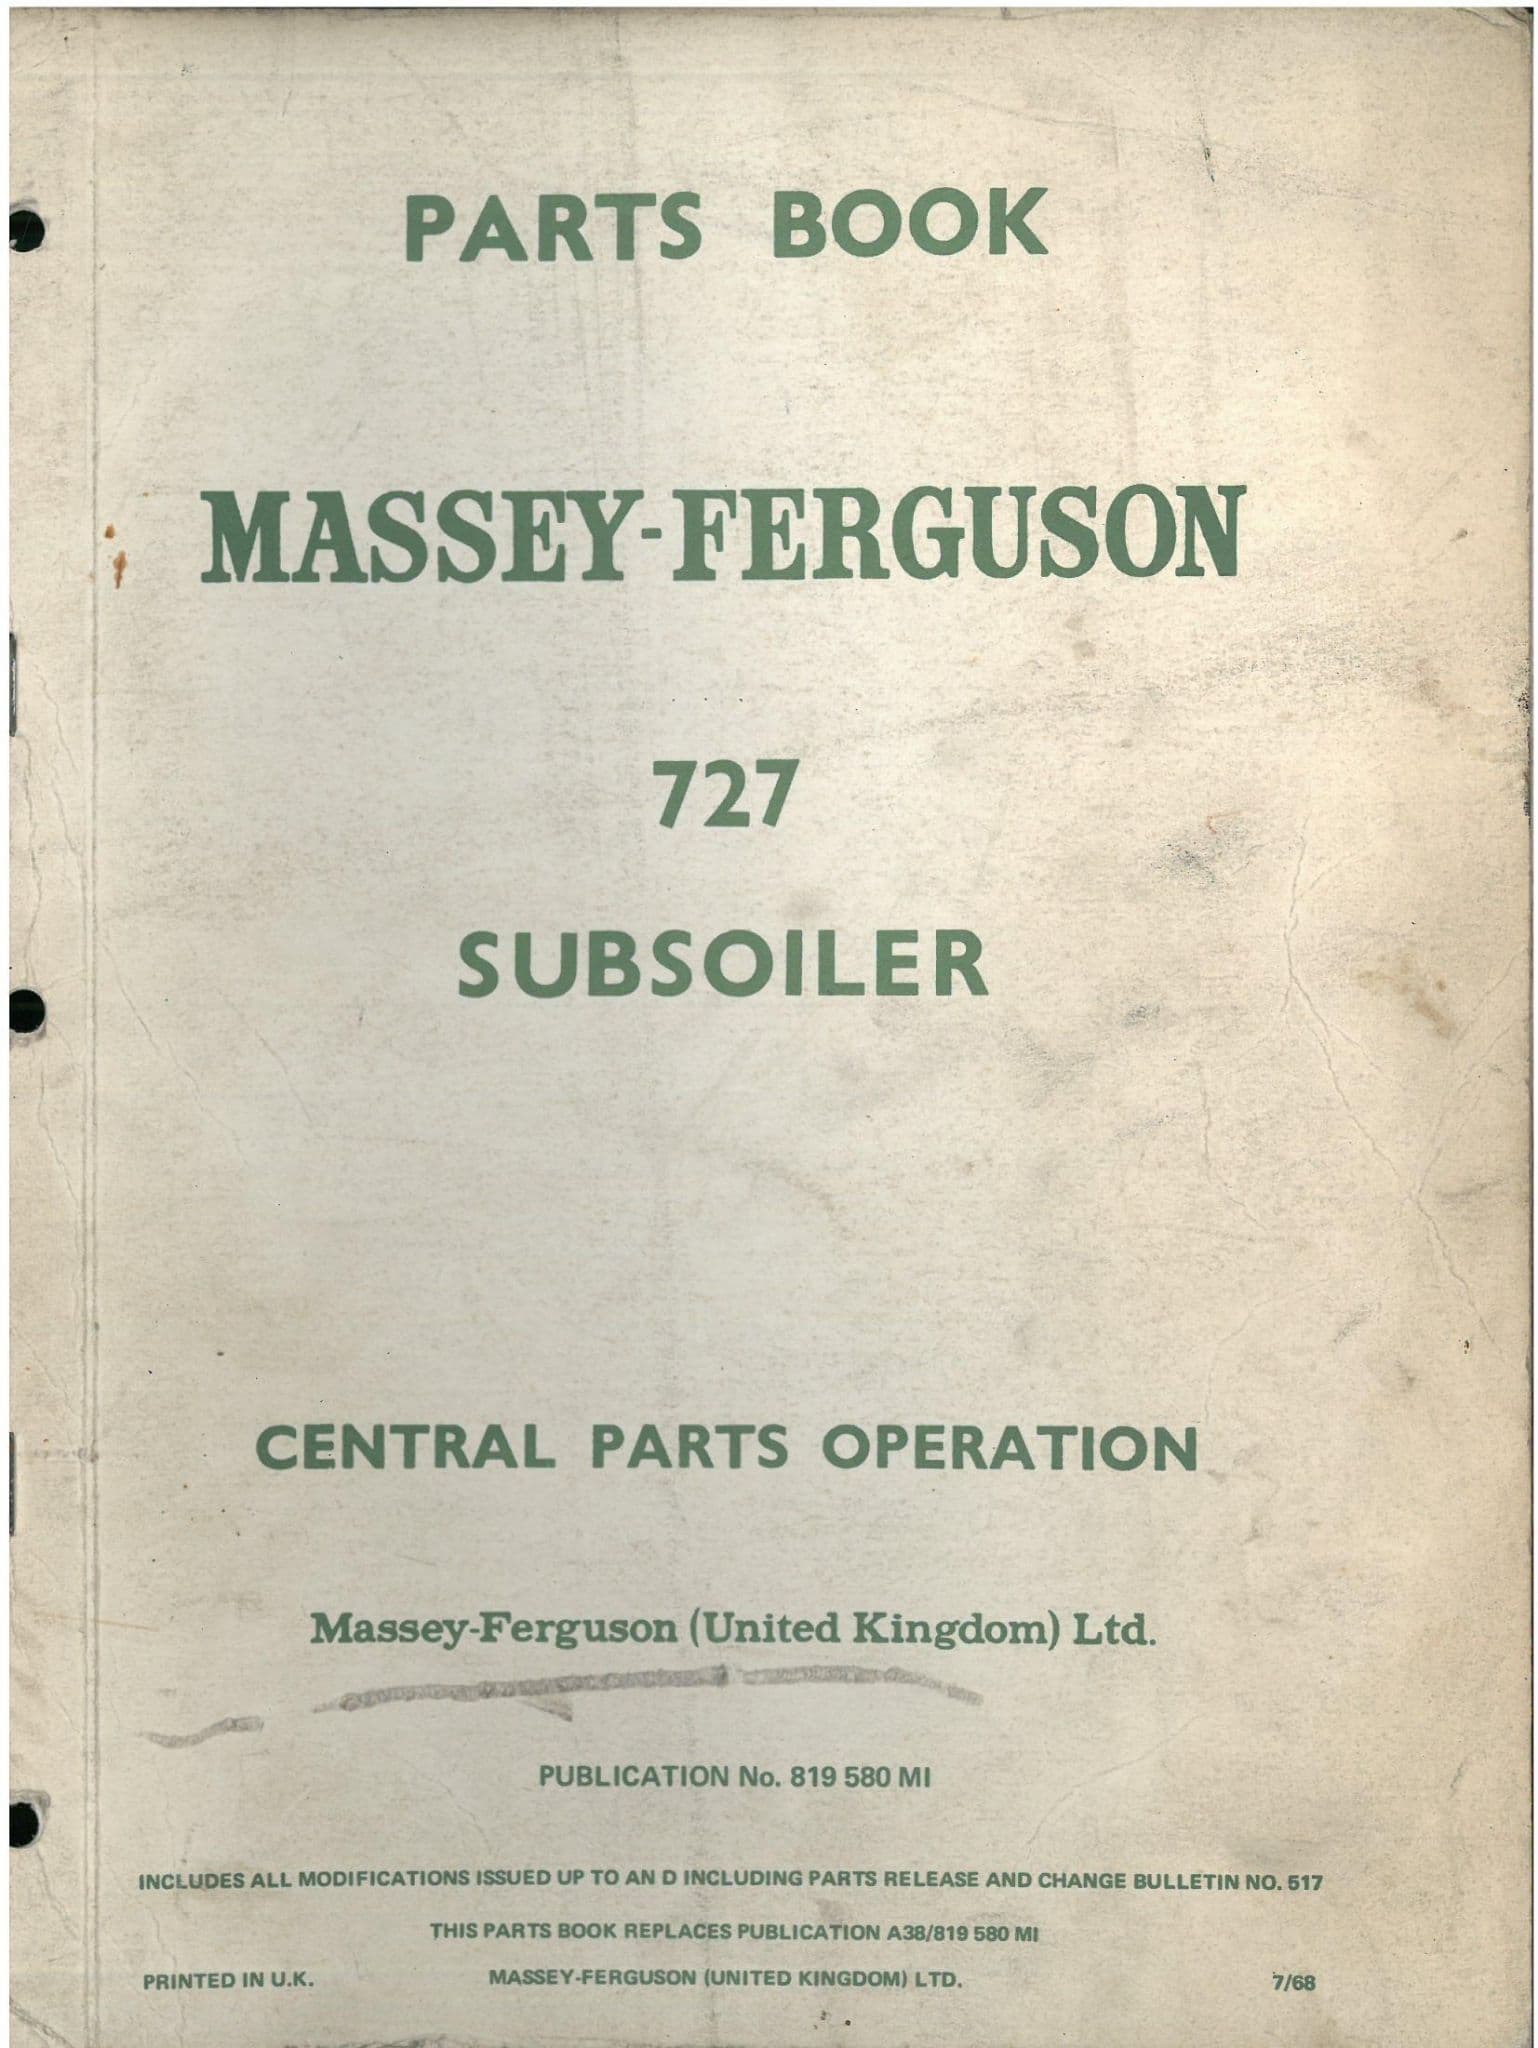 PARTS BOOK
MASSEY-FERGUSON
727
SUBSOILER
CENTRAL PARTS OPERATION
Massey-Ferguson (United Kingdom) Ltd.
PUBLICATION No. 819 580 MI
INCLUDES ALL MODIFICATIONS ISSUED UP TO AN D INCLUDING PARTS RELEASE AND CHANGE BULLETIN NO. 517
THIS PARTS BOOK REPLACES PUBLICATION A38/819 580 MI
PRINTED IN U.K. MASSEY-FERGUSON (UNITED KINGDOM) LTD. 7/68